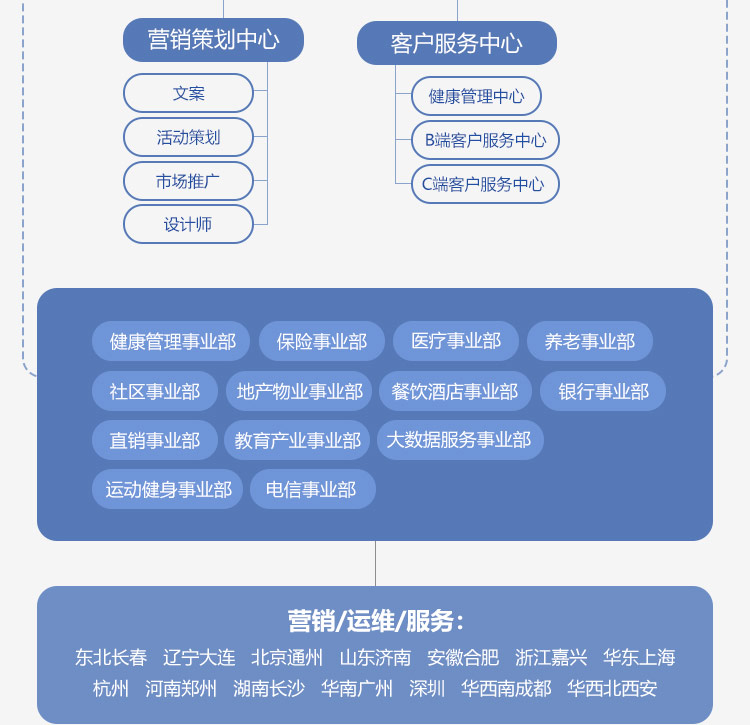 营销策划中心
文案
活动策划
市场推广
设计师
客户服务中心
健康管理中心
B端客户服务中心
C端客户服务中心
健康管理事业部 保险事业部 医疗事业部 养老事业部
社区事业部 地产物业事业部 餐饮酒店事业部 银行事业部
直销事业部 教育产业事业部 大数据服务事业部
运动健身事业部 电信事业部
营销/运维/服务：
东北长春 辽宁大连 北京通州 山东济南 安徽合肥 浙江嘉兴 华东上海
杭州 河南郑州 湖南长沙 华南广州 深圳 华西南成都 华西北西安